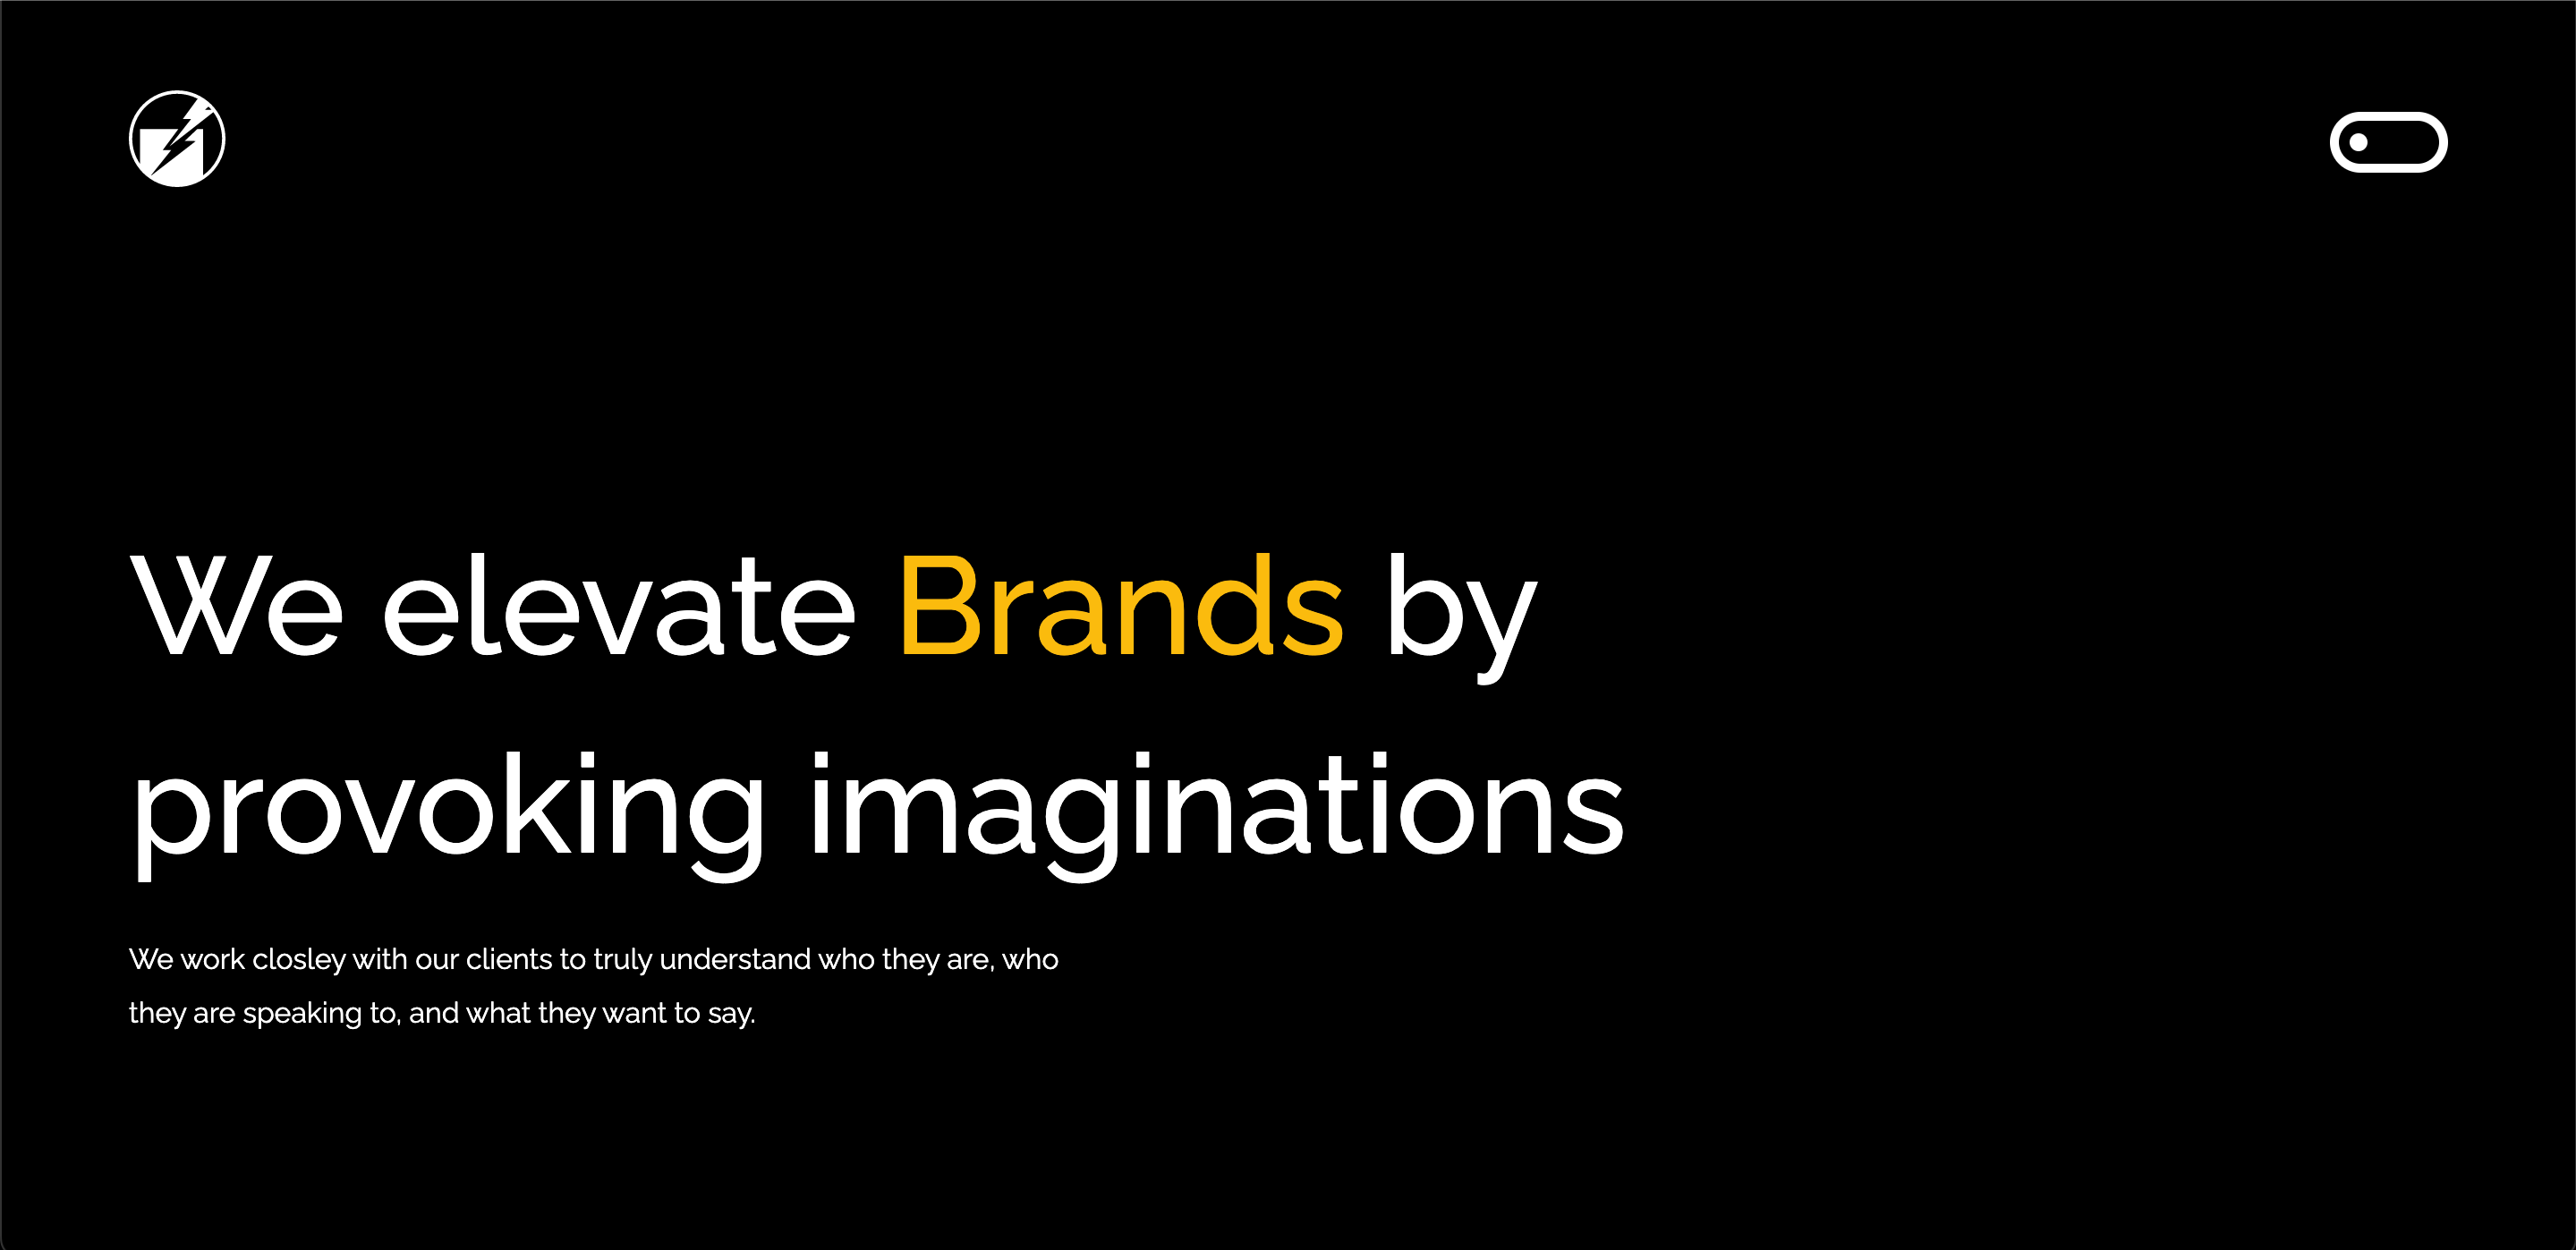 We elevate Brands by
provoking imaginations
We work closley with our clients to truly understand who they are, who
they are speaking to, and what they want to say.